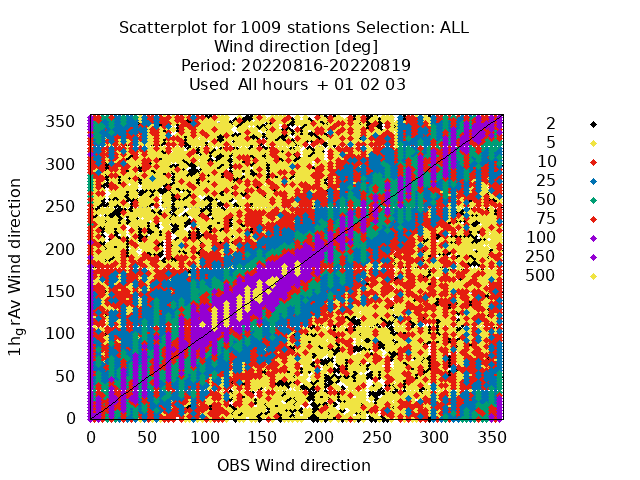 Scatterplot for 1009 stations Selection: ALL
Wind direction [deg]
Period: 20220816-20220819
Used All hours + 01 02 03
350
300
250
200
150
100
50
0
1hgrAv Wind direction
0 50 100 150 200 250 300 350
OBS Wind direction
2
5
10
25
50
75
100
250
500